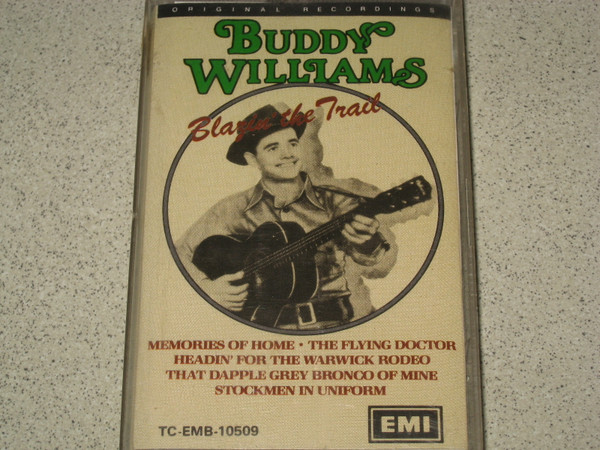 ORIGINAL RECORDINGS
BUDDY
WILLIAMS
Blazin' the Trail
MEMORIES OF HOME · THE FLYING DOCTOR
HEADIN' FOR THE WARWICK RODEO
THAT DAPPLE GREY BRONCO OF MINE
STOCKMEN IN UNIFORM
TC-EMB-10509
EMI